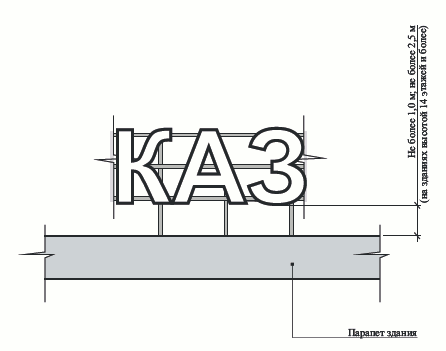 Не более 1,0 м; не более 2,5 м
(на зданиях высотой 14 этажей и более)
КАЗ
Парапет здания